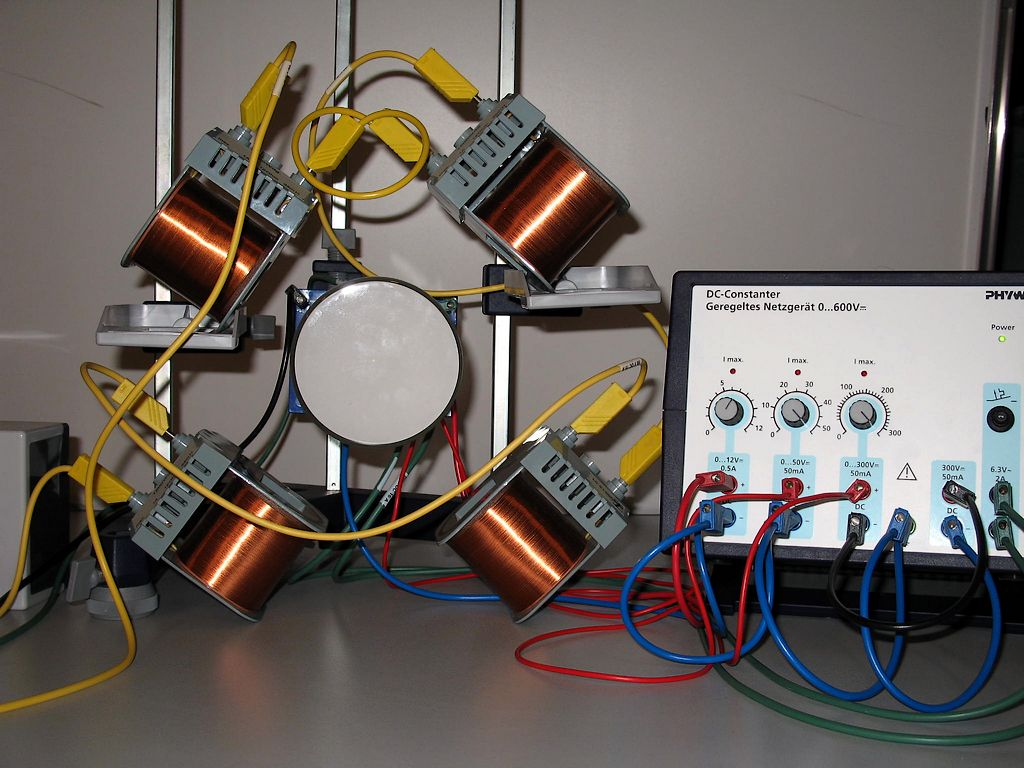 DC-Constanter
Geregeltes Netzgerät 0...600V⎓
PHYW
Power
I max.
I max.
I max.
5
10
0
12
20
30
40
0
50
100
200
0
300
0...12V⎓
0.5A
0...50V⎓
50mA
0...300V⎓
50mA
300V⎓
50mA
6.3V~
2A
+
+
+
DC
-
-
-
DC